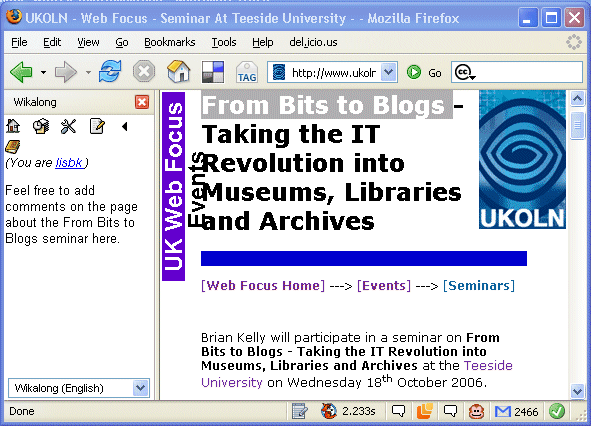 UKOLN - Web Focus - Seminar At Teeside University - - Mozilla Firefox
File Edit View Go Bookmarks Tools Help del.icio.us
TAG http://www.ukoln Go cc
Wikalong
(You are lisbk )
Feel free to add
comments on the page
about the From Bits to
Blogs seminar here.
Wikalong (English)
UK Web Focus
Events
From Bits to Blogs -
Taking the IT
Revolution into
Museums, Libraries
and Archives
UKOLN
[Web Focus Home] ---> [Events] ---> [Seminars]
Brian Kelly will participate in a seminar on From
Bits to Blogs - Taking the IT Revolution into
Museums, Libraries and Archives at the Teeside
University on Wednesday 18th October 2006.
Done 2.233s 2466